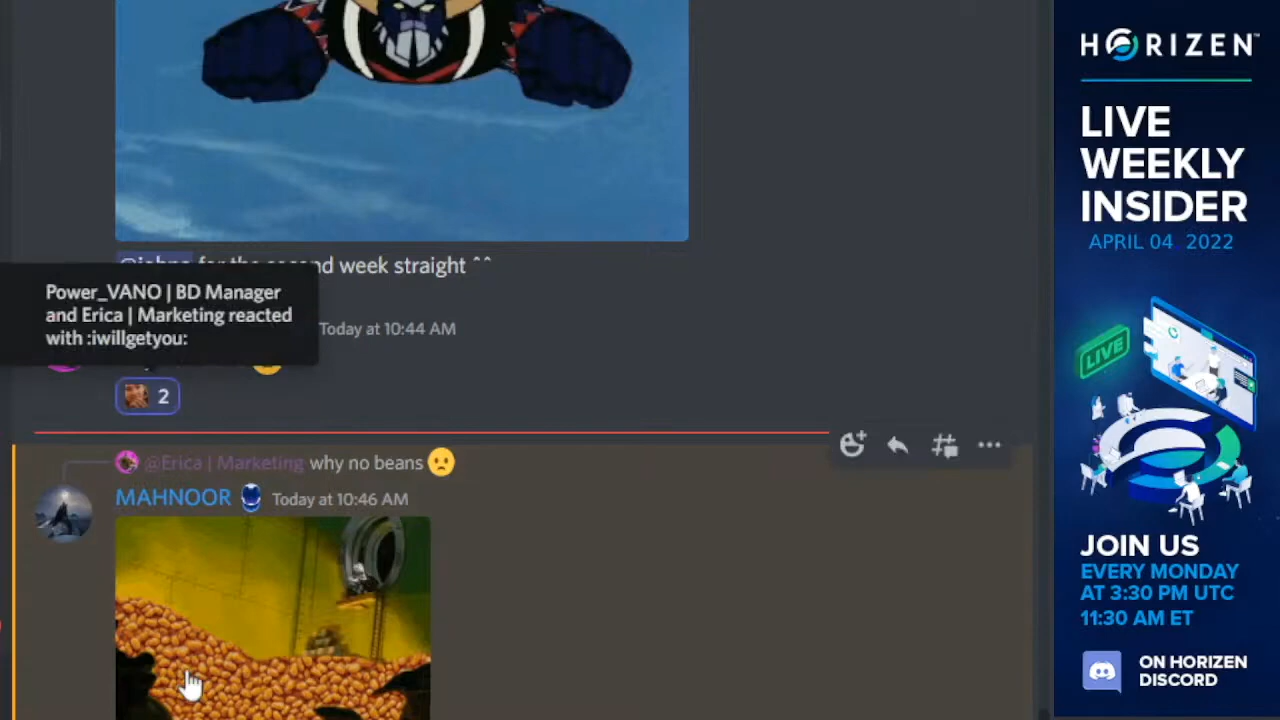 for the second week straight ^^
Power_VANO | BD Manager
and Erica | Marketing reacted
with :iwillgetyou:
Today at 10:44 AM
2
@Erica | Marketing why no beans
MAHNOOR Today at 10:46 AM
HORIZEN™
LIVE
WEEKLY
INSIDER
APRIL 04 2022
LIVE
JOIN US
EVERY MONDAY
AT 3:30 PM UTC
11:30 AM ET
ON HORIZEN
DISCORD